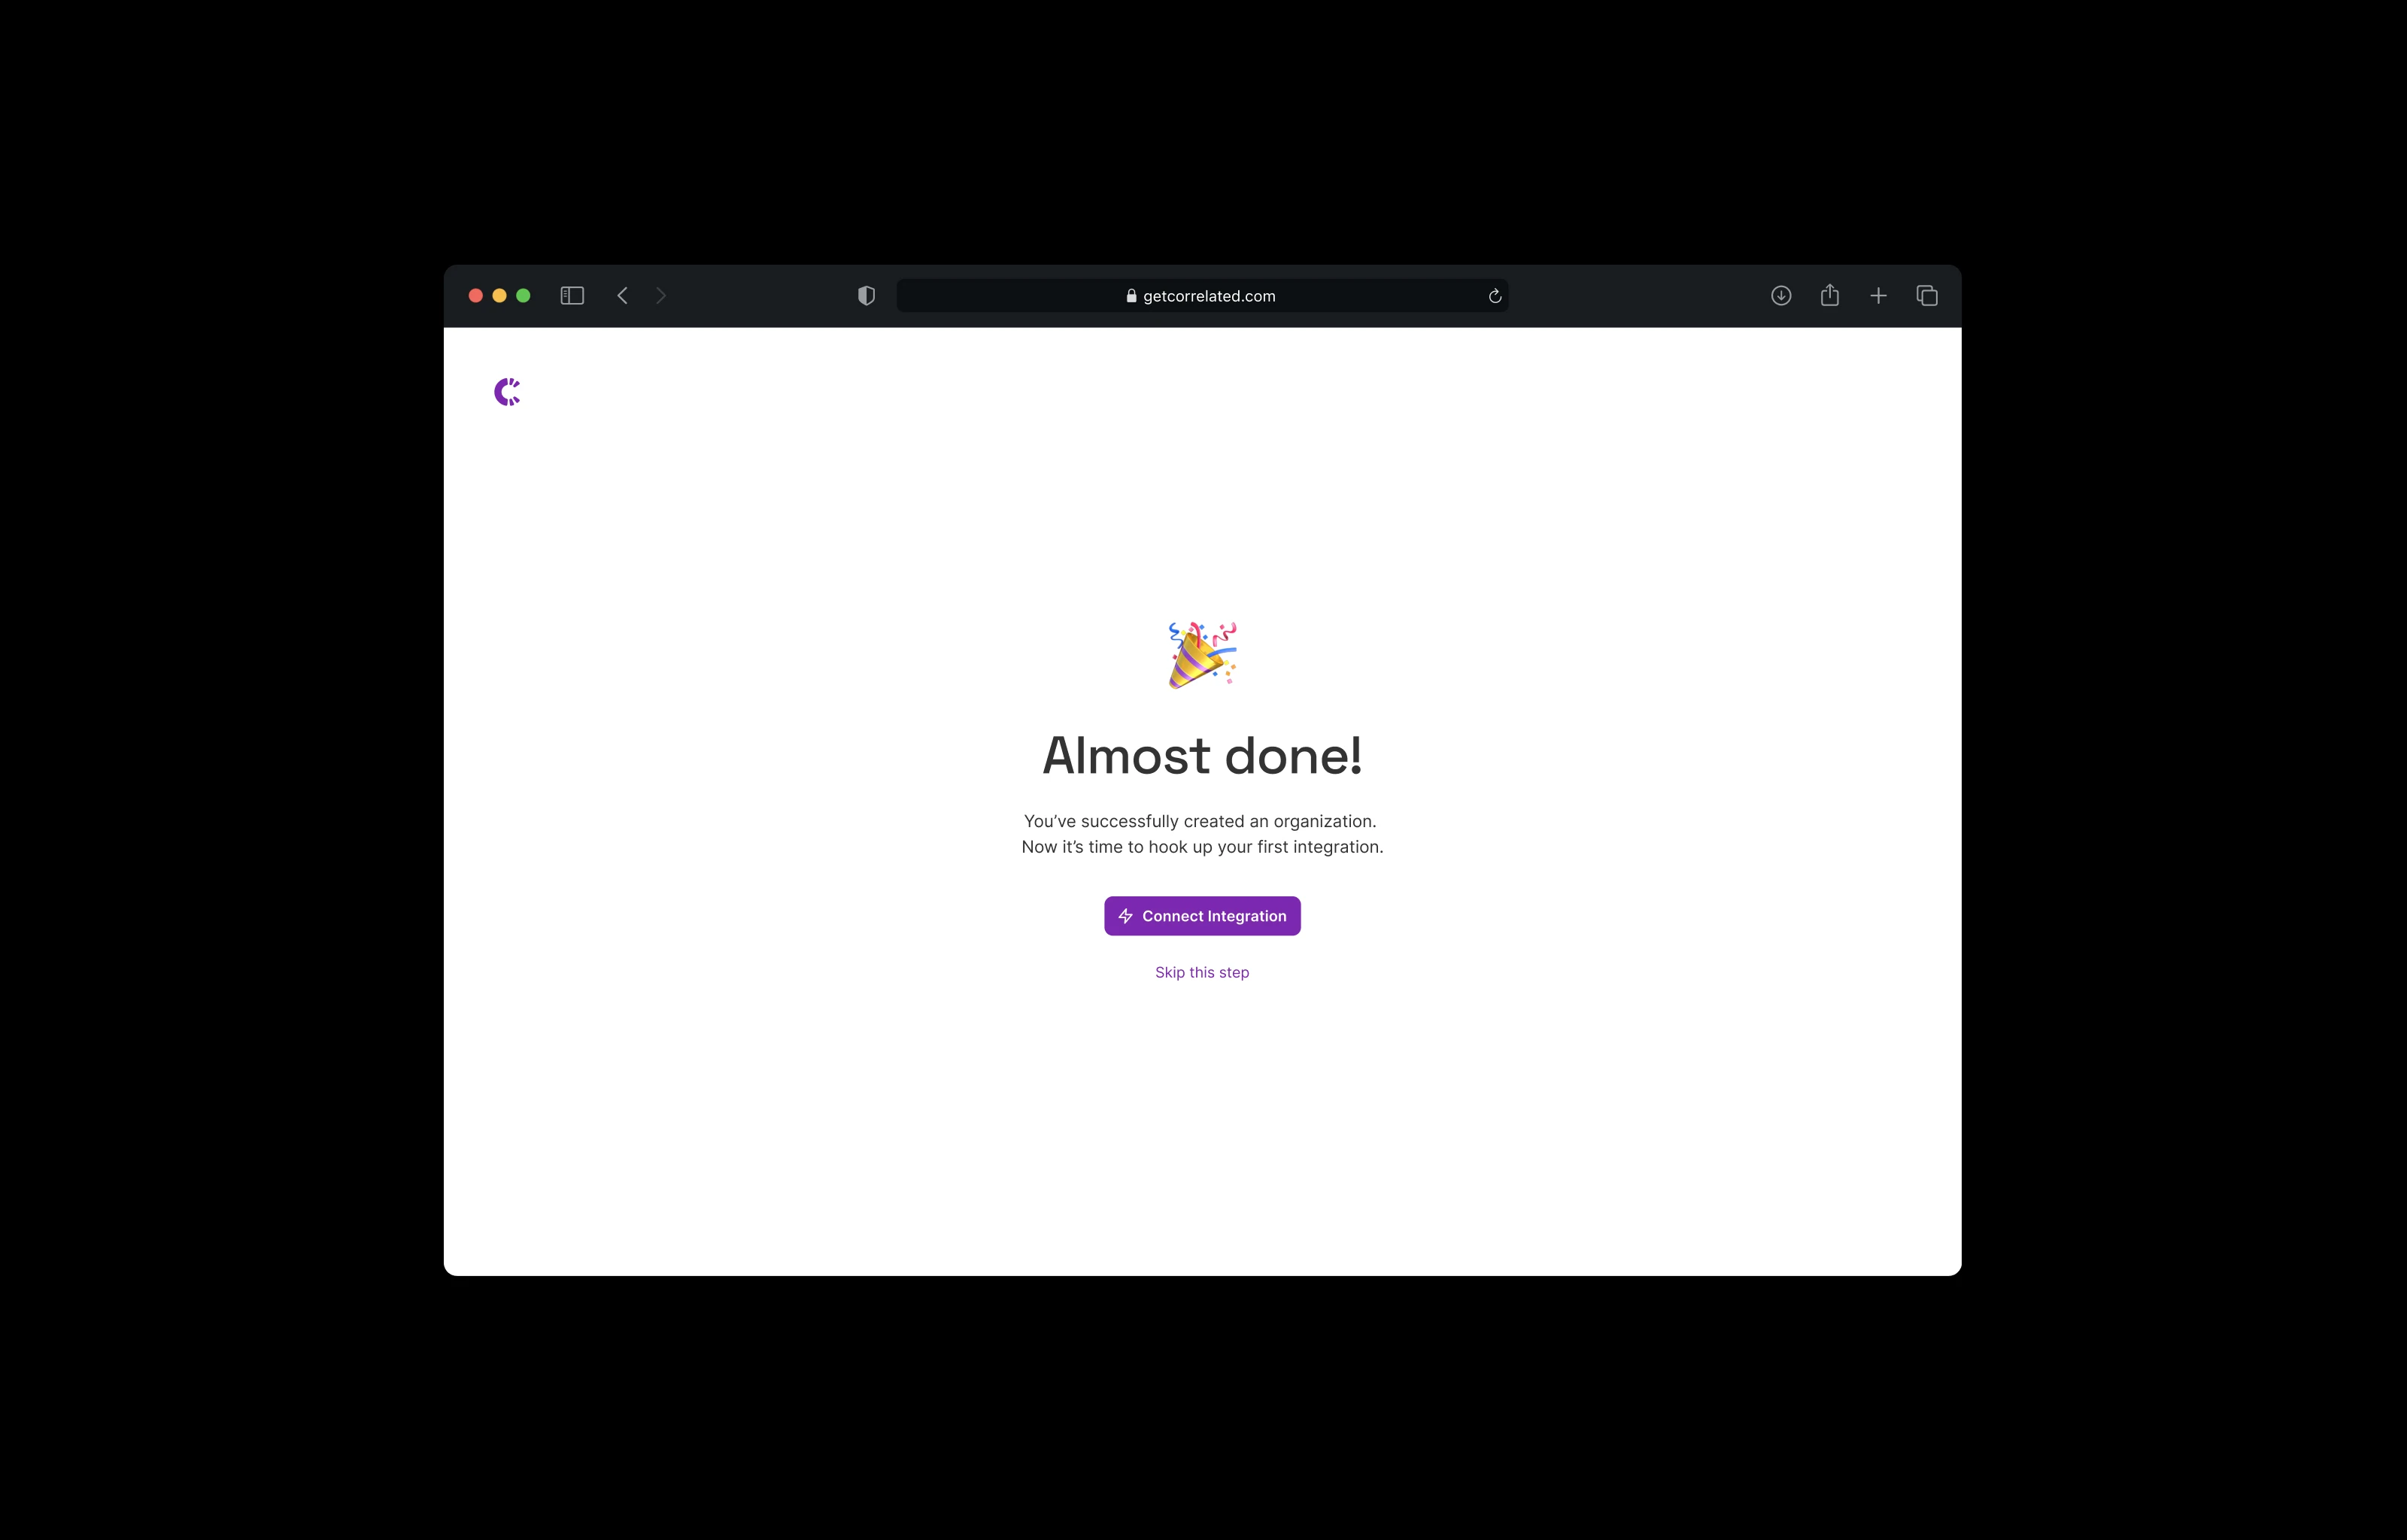 getcorrelated.com
Almost done!
You’ve successfully created an organization.
Now it’s time to hook up your first integration.
Connect Integration
Skip this step